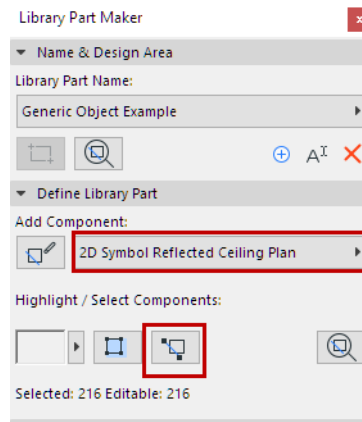 Library Part Maker
Name & Design Area
Library Part Name:
Generic Object Example
Define Library Part
Add Component:
2D Symbol Reflected Ceiling Plan
Highlight / Select Components:
Selected: 216 Editable: 216